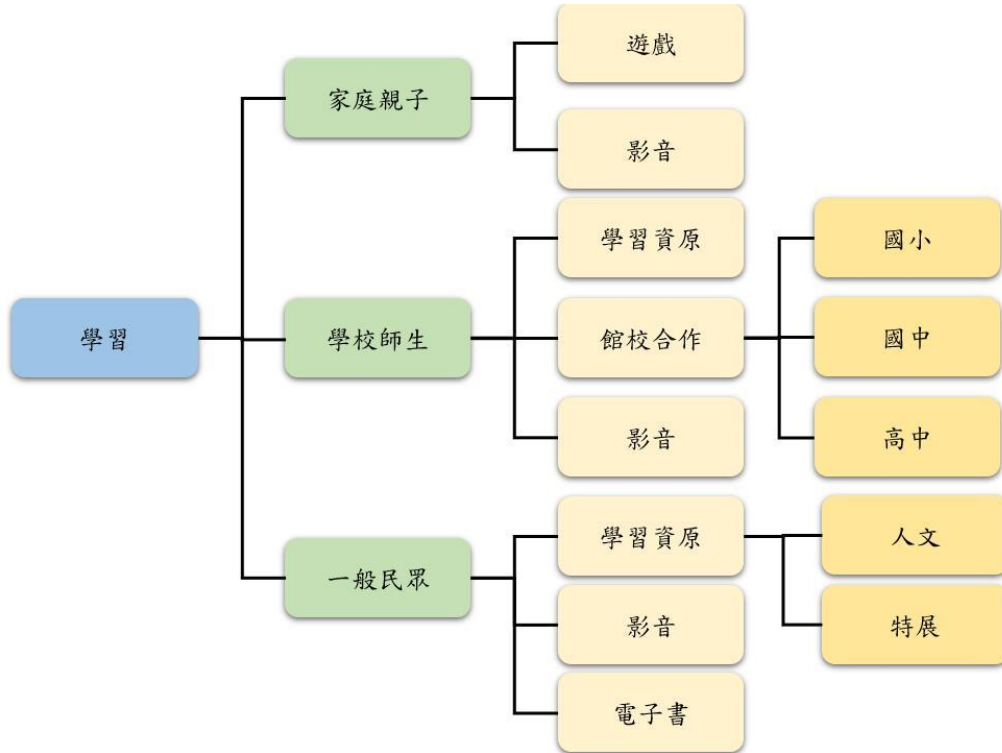 學習
家庭親子
遊戲
影音
學校師生
學習資原
館校合作
國小
國中
高中
影音
一般民眾
學習資原
人文
特展
影音
電子書